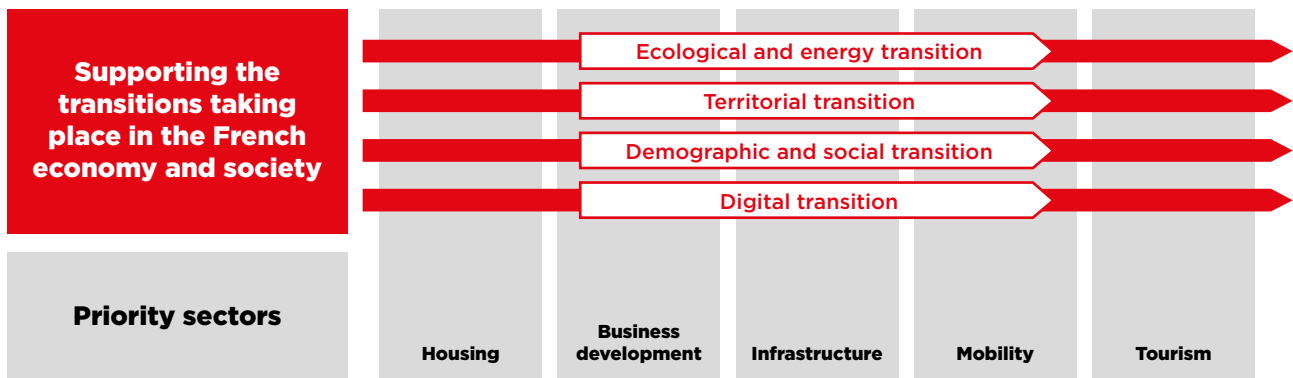 Supporting the
transitions taking
place in the French
economy and society
Ecological and energy transition
Territorial transition
Demographic and social transition
Digital transition
Priority sectors
Housing
Business
development
Infrastructure
Mobility
Tourism